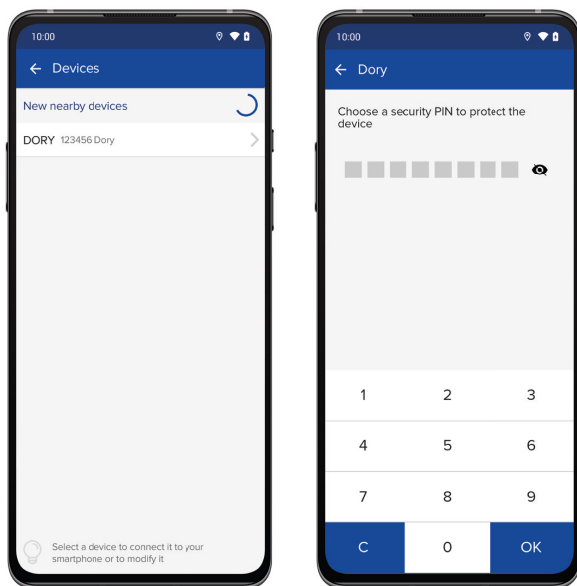 10:00
Devices
New nearby devices
DORY 123456 Dory
Select a device to connect it to your
smartphone or to modify it
10:00
Dory
Choose a security PIN to protect the
device
1 2 3
4 5 6
7 8 9
C 0 OK